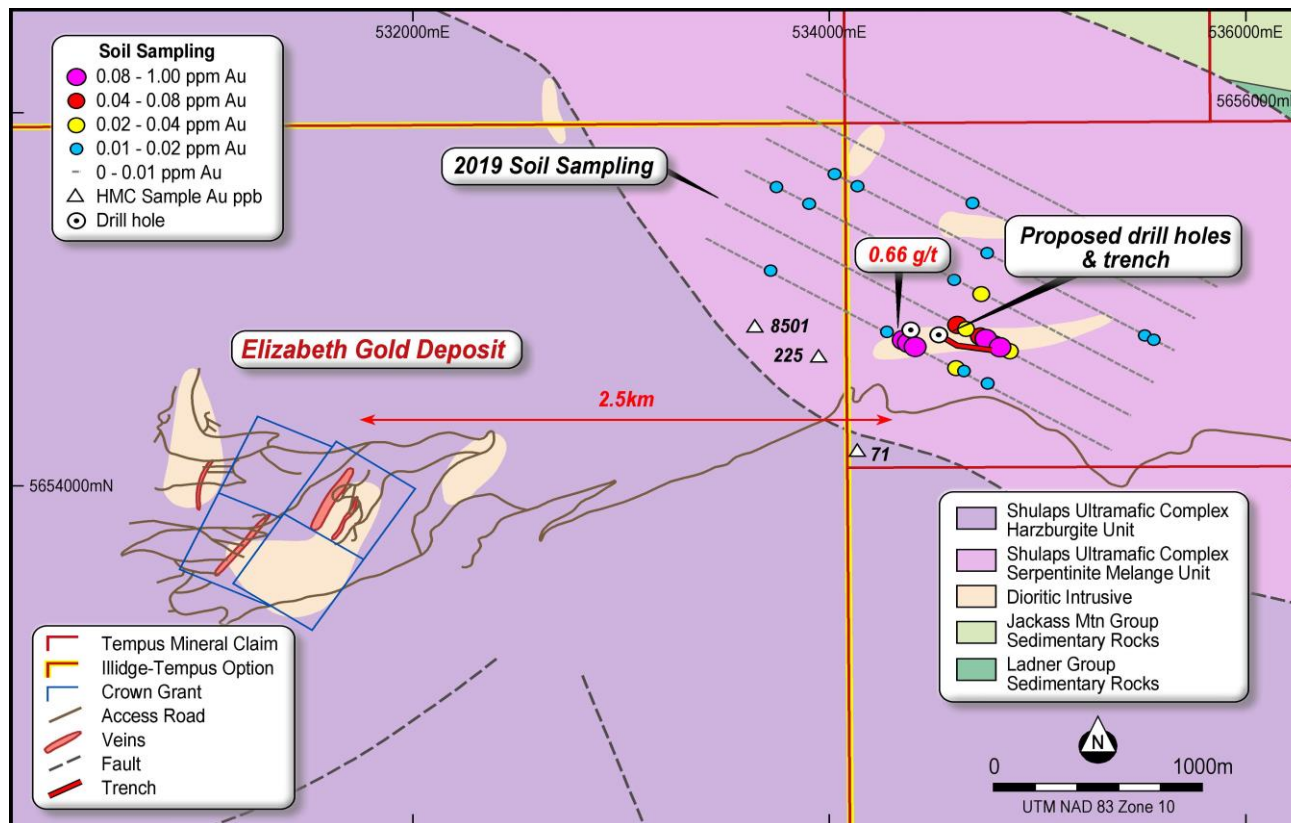 532000mE
534000mE
536000mE
5656000mN
5654000mN
Soil Sampling
0.08 - 1.00 ppm Au
0.04 - 0.08 ppm Au
0.02 - 0.04 ppm Au
0.01 - 0.02 ppm Au
0 - 0.01 ppm Au
HMC Sample Au ppb
Drill hole
2019 Soil Sampling
0.66 g/t
Proposed drill holes
& trench
8501
225
71
Elizabeth Gold Deposit
2.5km
Tempus Mineral Claim
Illidge-Tempus Option
Crown Grant
Access Road
Veins
Fault
Trench
Shulaps Ultramafic Complex
Harzburgite Unit
Shulaps Ultramafic Complex
Serpentinite Melange Unit
Dioritic Intrusive
Jackass Mtn Group
Sedimentary Rocks
Ladner Group
Sedimentary Rocks
N
0 1000m
UTM NAD 83 Zone 10